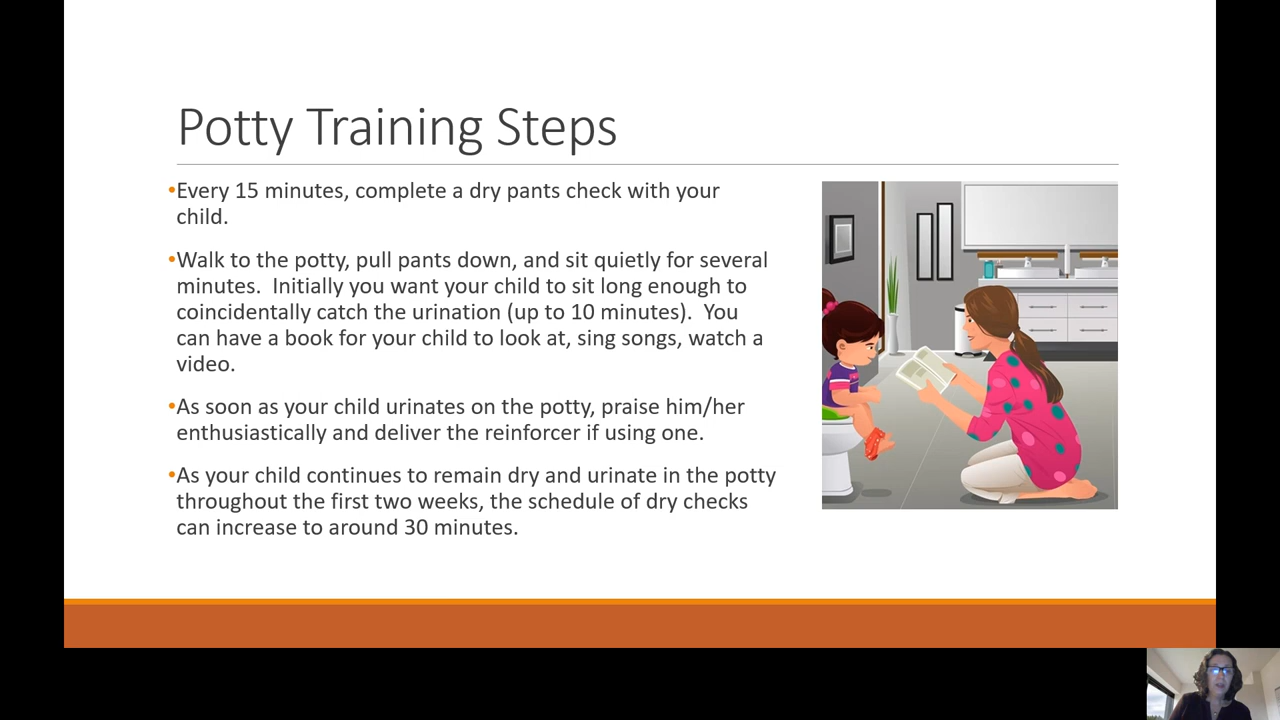 Potty Training Steps
•Every 15 minutes, complete a dry pants check with your
child.
•Walk to the potty, pull pants down, and sit quietly for several
minutes.  Initially you want your child to sit long enough to
coincidentally catch the urination (up to 10 minutes).  You
can have a book for your child to look at, sing songs, watch a
video.
•As soon as your child urinates on the potty, praise him/her
enthusiastically and deliver the reinforcer if using one.
•As your child continues to remain dry and urinate in the potty
throughout the first two weeks, the schedule of dry checks
can increase to around 30 minutes.